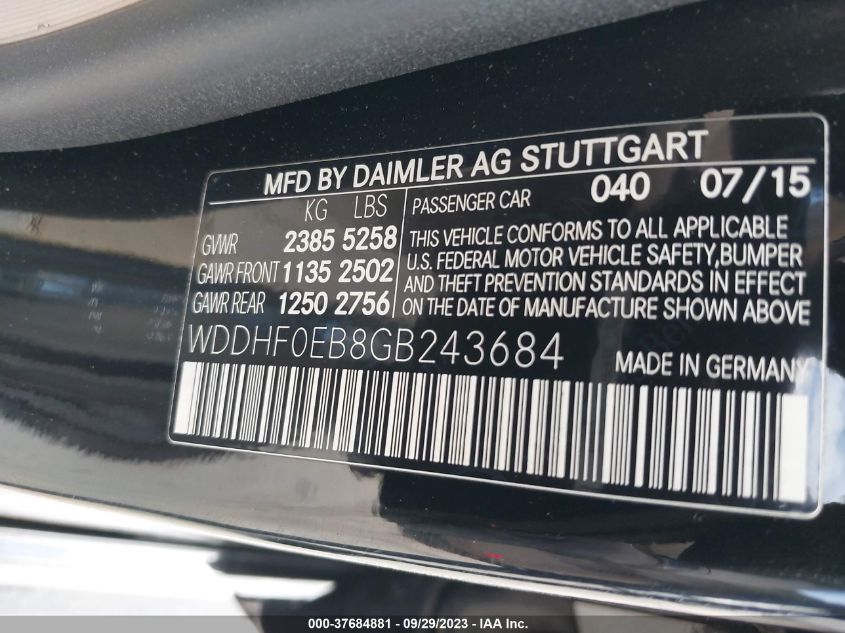 MFD BY DAIMLER AG STUTTGART
040 07/15
KG LBS
GVWR 2385 5258
GAWR FRONT 1135 2502
GAWR REAR 1250 2756
PASSENGER CAR
THIS VEHICLE CONFORMS TO ALL APPLICABLE
U.S. FEDERAL MOTOR VEHICLE SAFETY,BUMPER
AND THEFT PREVENTION STANDARDS IN EFFECT
ON THE DATE OF MANUFACTURE SHOWN ABOVE
WDDHF0EB8GB243684
MADE IN GERMANY
000-37684881 / 09/29/2023 - © IAA Inc.